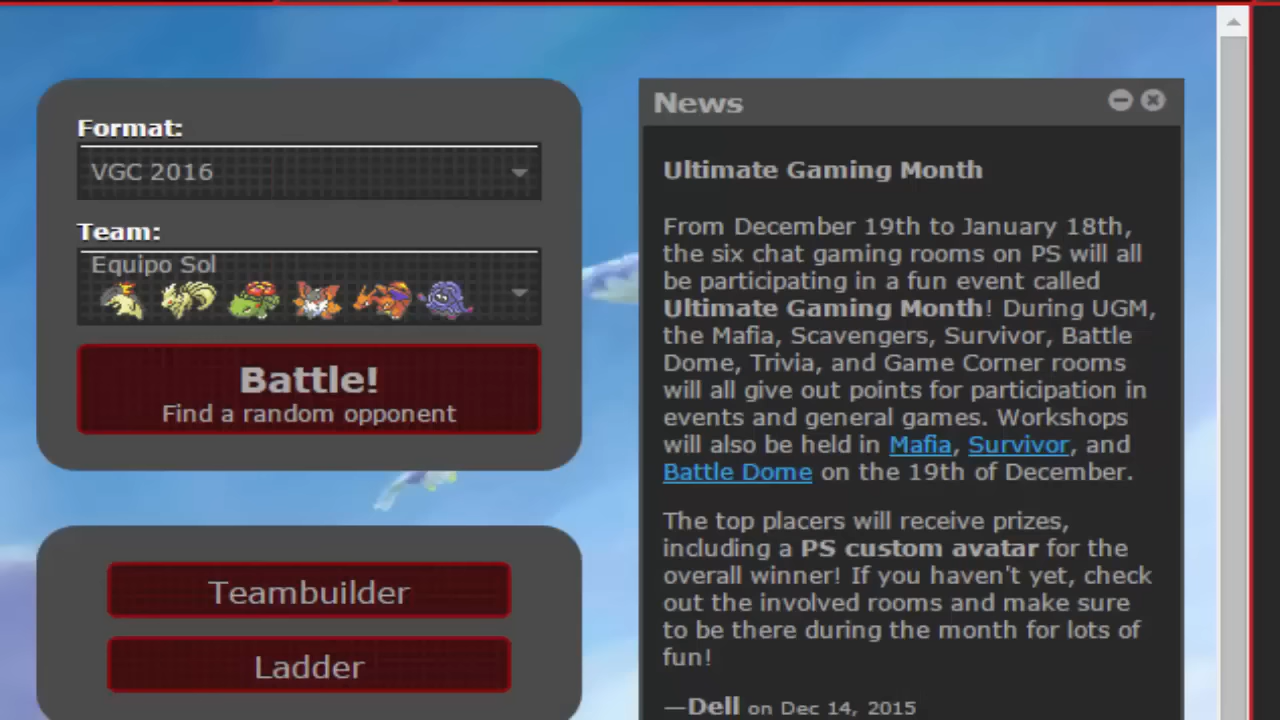 Format:
VGC 2016
Team:
Equipo Sol
Battle!
Find a random opponent
Teambuilder
Ladder
News
Ultimate Gaming Month
From December 19th to January 18th,
the six chat gaming rooms on PS will all
be participating in a fun event called
Ultimate Gaming Month! During UGM,
the Mafia, Scavengers, Survivor, Battle
Dome, Trivia, and Game Corner rooms
will all give out points for participation in
events and general games. Workshops
will also be held in Mafia, Survivor, and
Battle Dome on the 19th of December.
The top placers will receive prizes,
including a PS custom avatar for the
overall winner! If you haven't yet, check
out the involved rooms and make sure
to be there during the month for lots of
fun!
—Dell on Dec 14, 2015